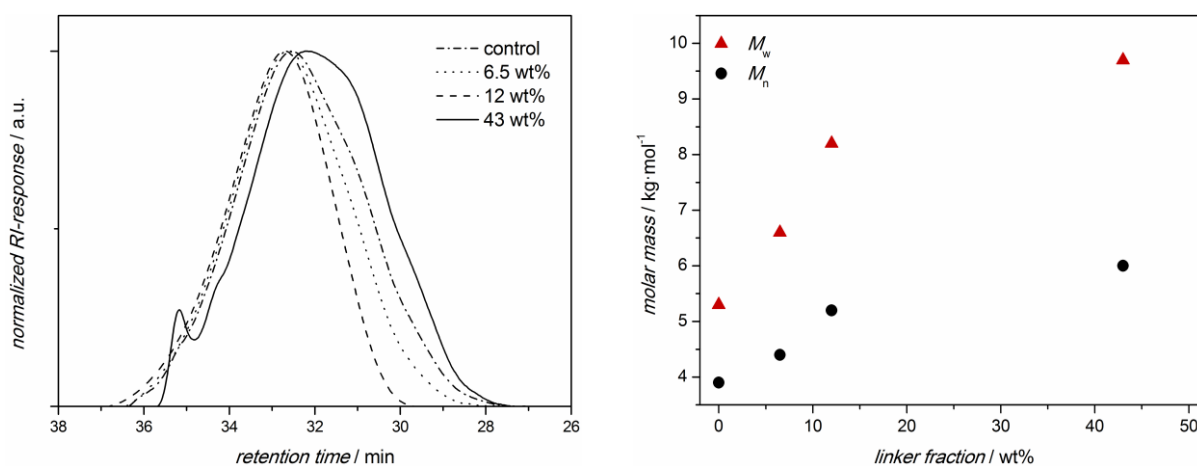 normalized RI-response / a.u.
control
6.5 wt%
12 wt%
43 wt%
38 36 34 32 30 28 26
retention time / min
molar mass / kg·mol⁻¹
10
9
8
7
6
5
4
Mw
Mn
0 10 20 30 40 50
linker fraction / wt%